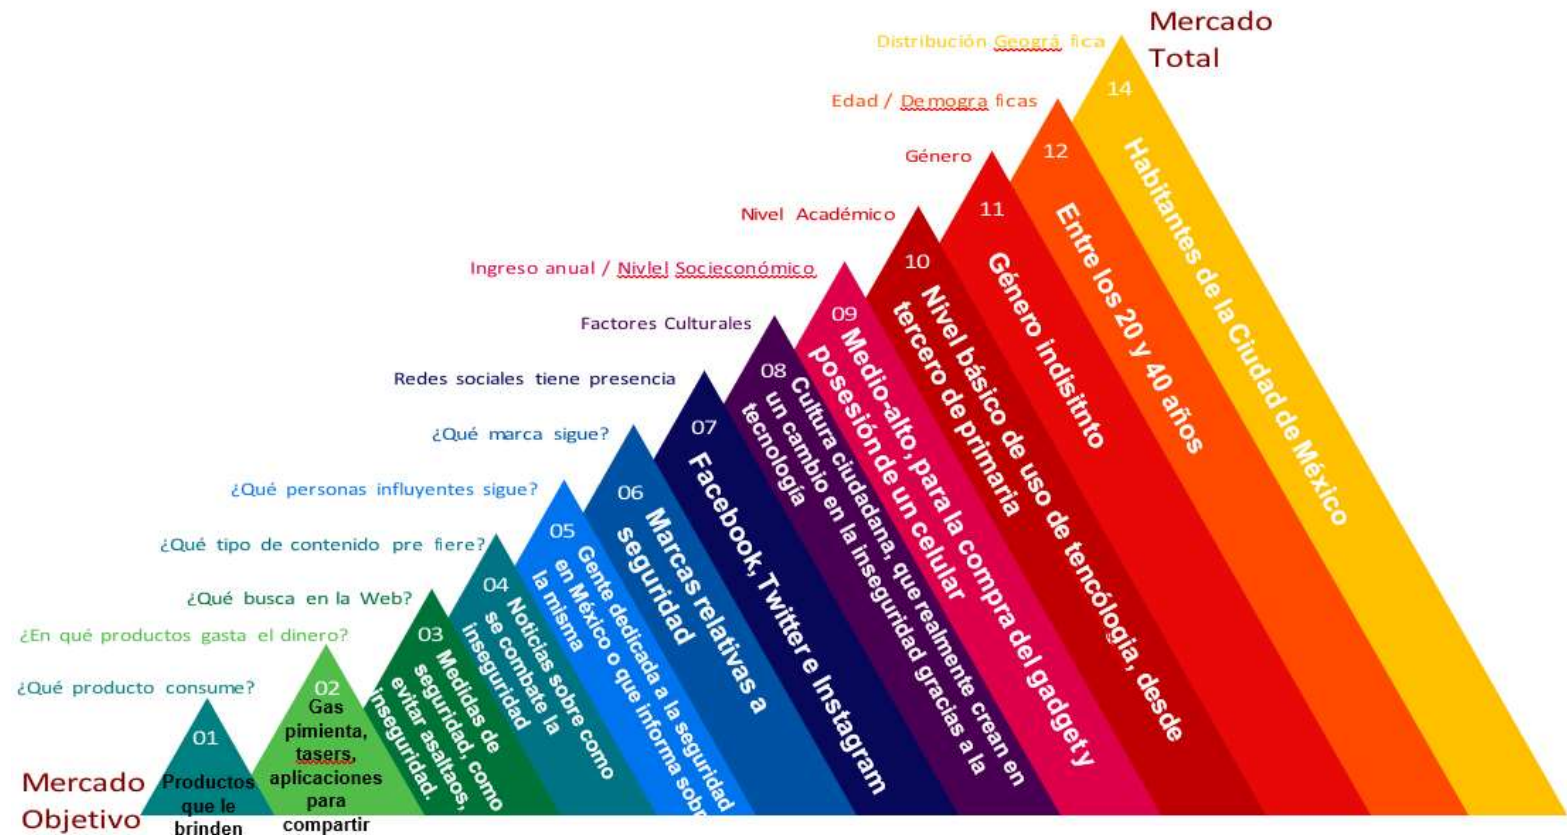 Mercado
Total
Distribución Geográ fica
14
Habitantes de la Ciudad de México
Edad / Demogra ficas
12
Entre los 20 y 40 años
Género
11
Género indisitnto
Nivel Académico
10
Nivel básico de uso de tencólogia, desde
tercero de primaria
Ingreso anual / Nivlel Socieconómico
09
Medio-alto, para la compra del gadget y
posesión de un celular
Factores Culturales
08
Cultura ciudadana, que realmente crean en
un cambio en la inseguridad gracias a la
tecnología
Redes sociales tiene presencia
07
Facebook, Twitter e Instagram
¿Qué marca sigue?
06
Marcas relativas a
seguridad
¿Qué personas influyentes sigue?
05
Gente dedicada a la seguridad
en México o que informa sobre
la misma
¿Qué tipo de contenido pre fiere?
04
Noticias sobre como
se combate la
inseguridad
¿Qué busca en la Web?
03
Medidas de
seguridad, como
evitar asaltaos,
inseguridad.
¿En qué productos gasta el dinero?
02
Gas
pimienta,
tasers,
aplicaciones
para
compartir
¿Qué producto consume?
01
Productos
que le
brinden
Mercado
Objetivo